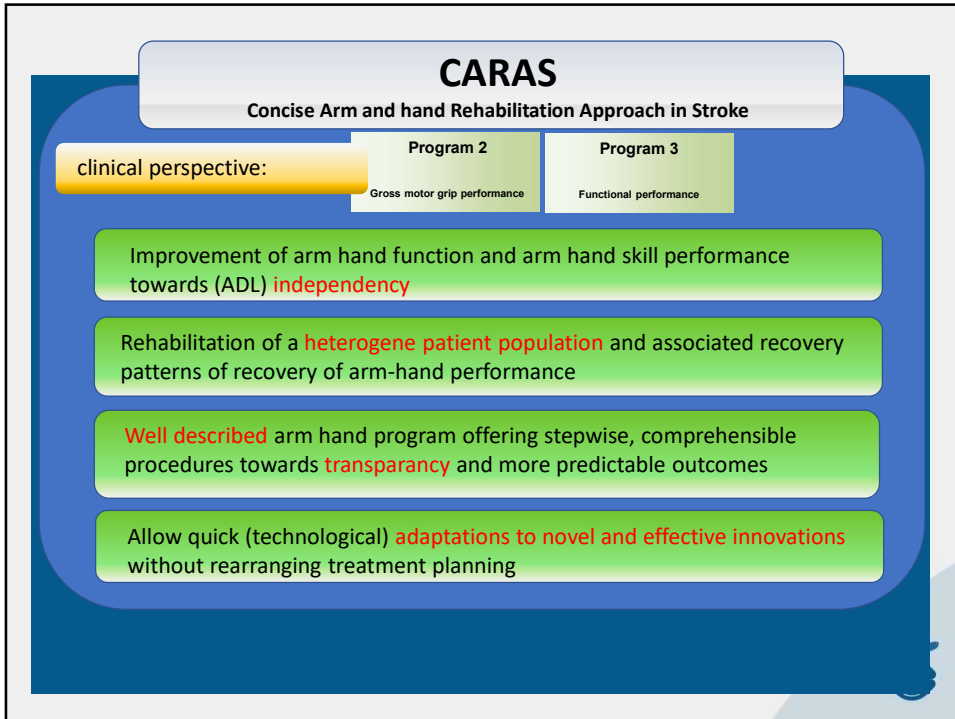 CARAS
Concise Arm and hand Rehabilitation Approach in Stroke
clinical perspective:
Program 2
Gross motor grip performance
Program 3
Functional performance
Improvement of arm hand function and arm hand skill performance
towards (ADL) independency
Rehabilitation of a heterogene patient population and associated recovery
patterns of recovery of arm-hand performance
Well described arm hand program offering stepwise, comprehensible
procedures towards transparancy and more predictable outcomes
Allow quick (technological) adaptations to novel and effective innovations
without rearranging treatment planning